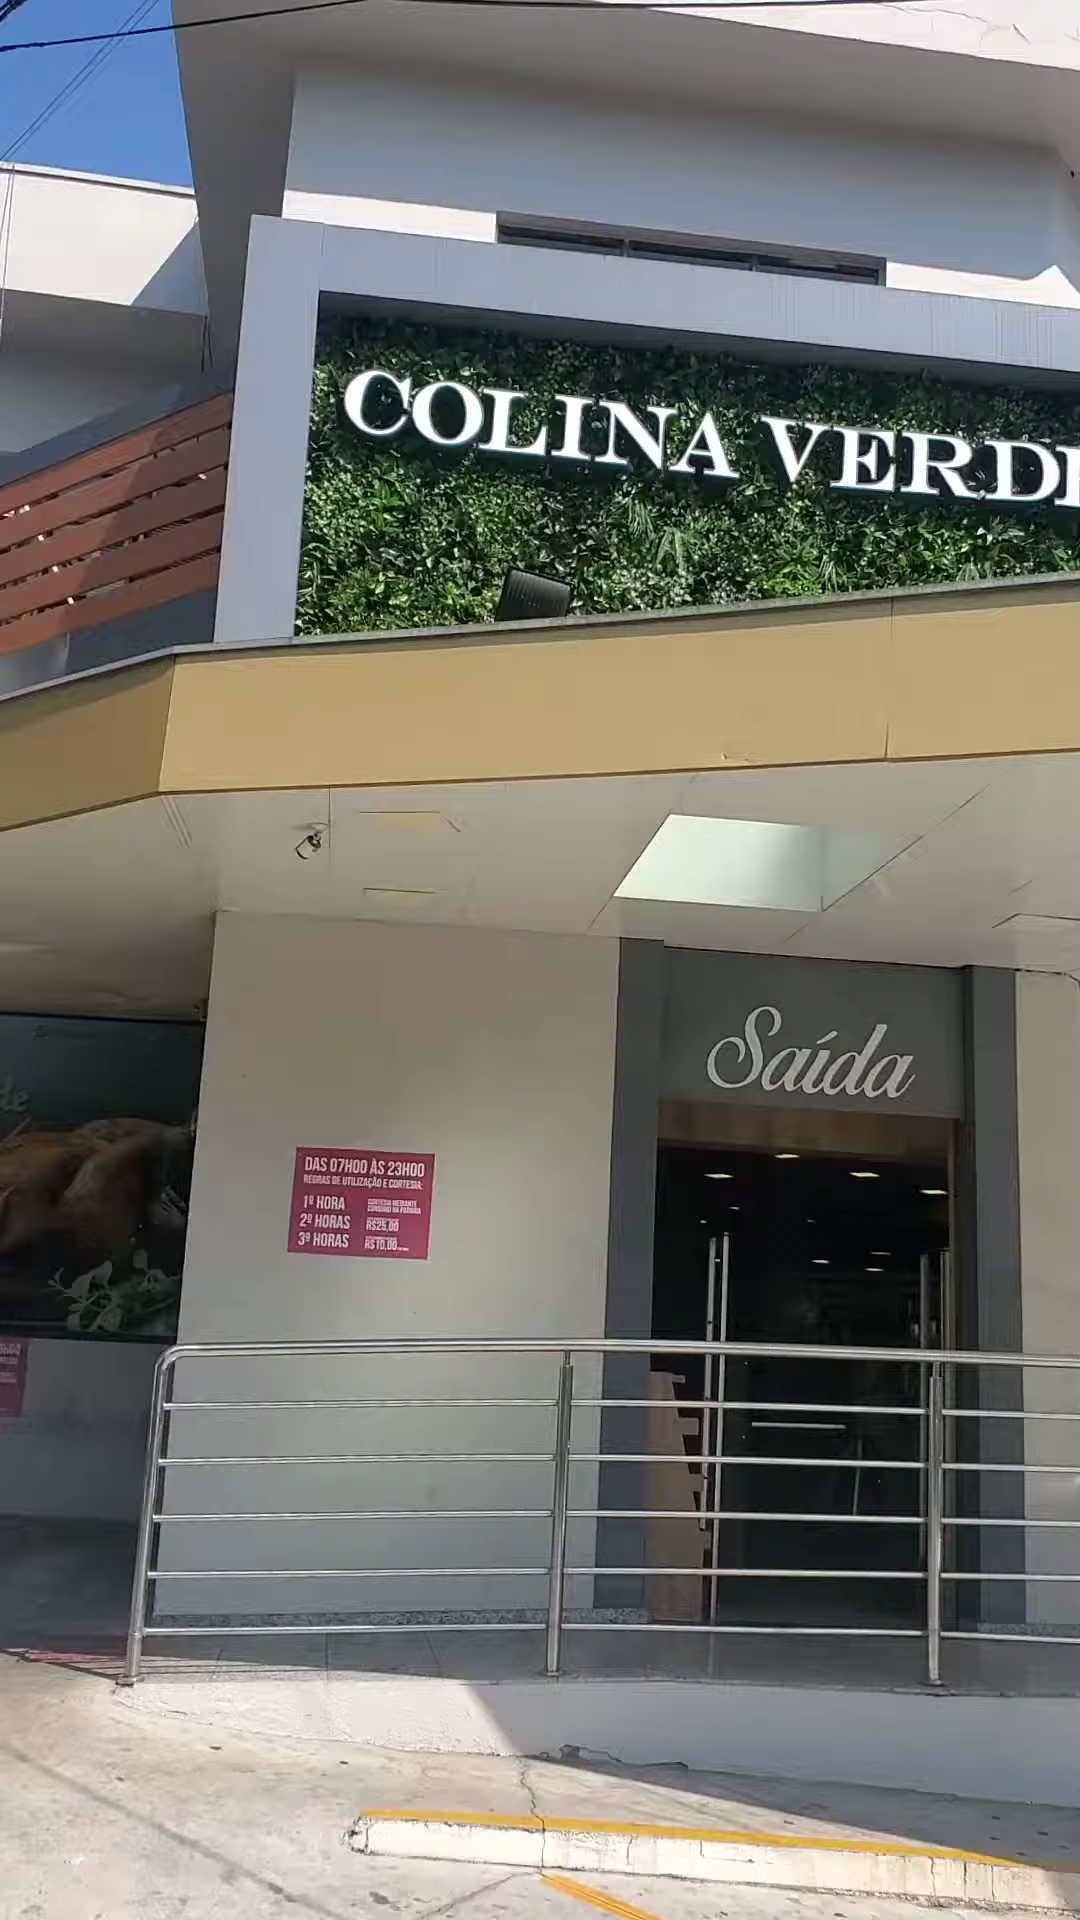 COLINA VERDE
Saída
DAS 07H00 ÀS 23H00
REGRAS DE UTILIZAÇÃO E CORTESIA:
1ª HORA
CORTESIA MEDIANTE
CONSUMO NA PADARIA
2ª HORAS
R$25,00
3ª HORAS
R$10,00